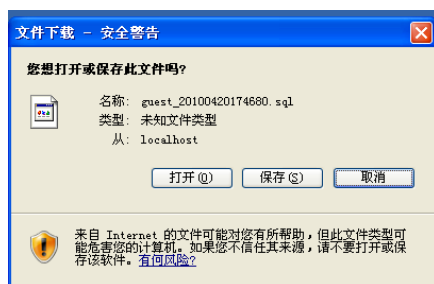 文件下载 - 安全警告
您想打开或保存此文件吗?
名称: guest_20100420174680.sql
类型: 未知文件类型
从: localhost
打开(O) 保存(S) 取消
来自 Internet 的文件可能对您有所帮助，但此文件类型可
能危害您的计算机。如果您不信任其来源，请不要打开或保
存该软件。有何风险?